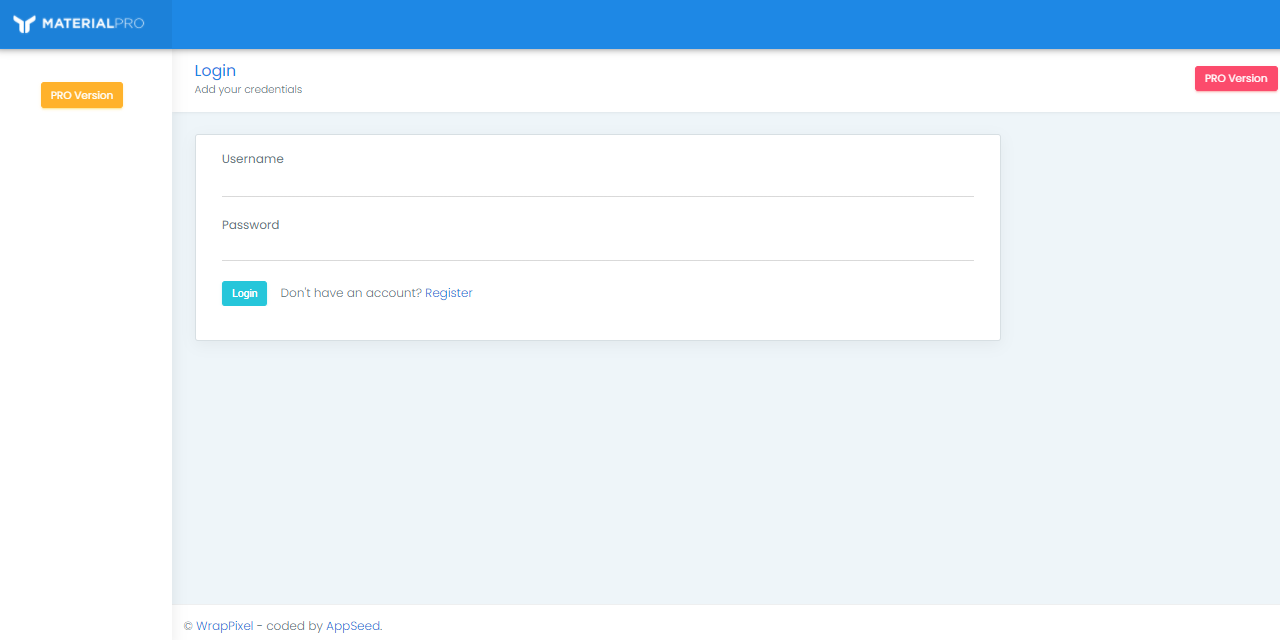 MATERIALPRO
PRO Version
Login
Add your credentials
PRO Version
Username
Password
Login Don't have an account? Register
© WrapPixel - coded by AppSeed.